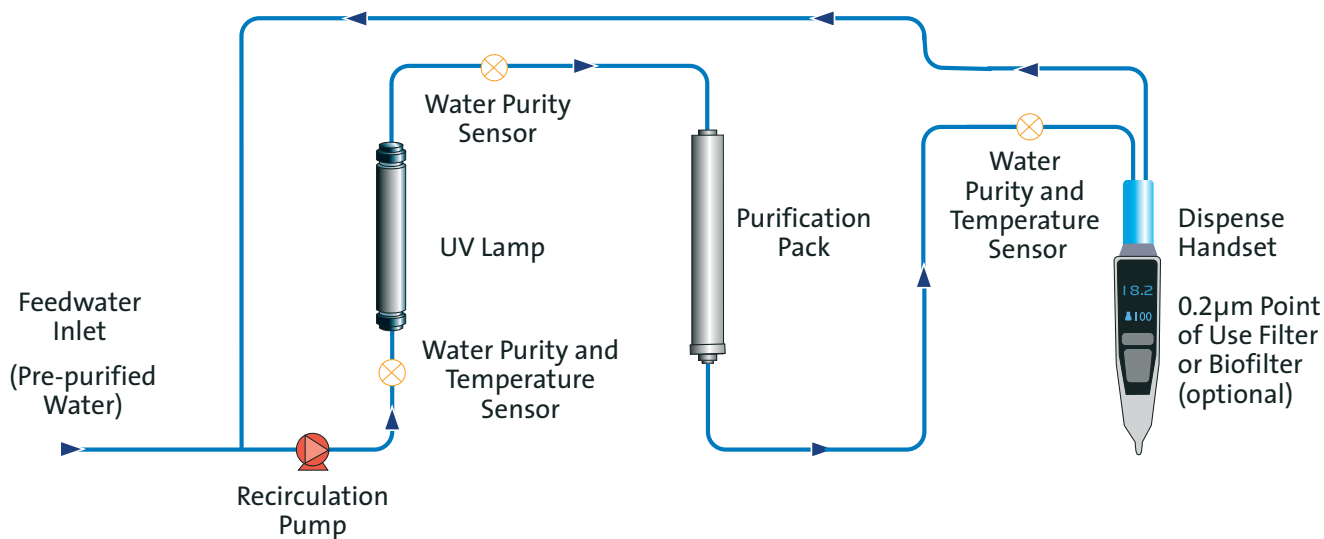 Water Purity
Sensor
UV Lamp
Water Purity and
Temperature
Sensor
Feedwater
Inlet
(Pre-purified
Water)
Recirculation
Pump
Purification
Pack
Water
Purity and
Temperature
Sensor
Dispense
Handset
0.2µm Point
of Use Filter
or Biofilter
(optional)
18.2
100